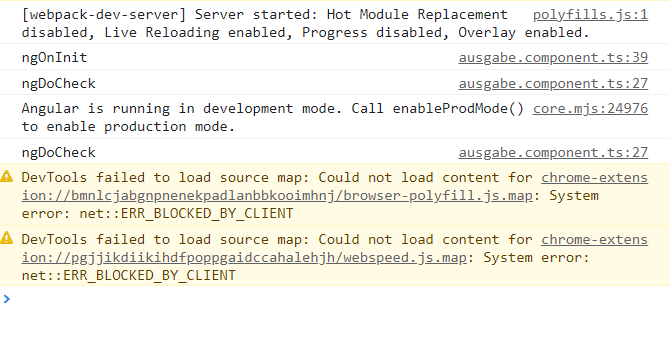 [webpack-dev-server] Server started: Hot Module Replacement polyfills.js:1
disabled, Live Reloading enabled, Progress disabled, Overlay enabled.
ngOnInit ausgabe.component.ts:39
ngDoCheck ausgabe.component.ts:27
Angular is running in development mode. Call enableProdMode() core.mjs:24976
to enable production mode.
ngDoCheck ausgabe.component.ts:27
DevTools failed to load source map: Could not load content for chrome-extens
ion://bmnlcjabgnpnenekpadlanbbkooimhnj/browser-polyfill.js.map: System
error: net::ERR_BLOCKED_BY_CLIENT
DevTools failed to load source map: Could not load content for chrome-extens
ion://pgjjikdiikihdfpoppgaidccahalehjh/webspeed.js.map: System error:
net::ERR_BLOCKED_BY_CLIENT
>